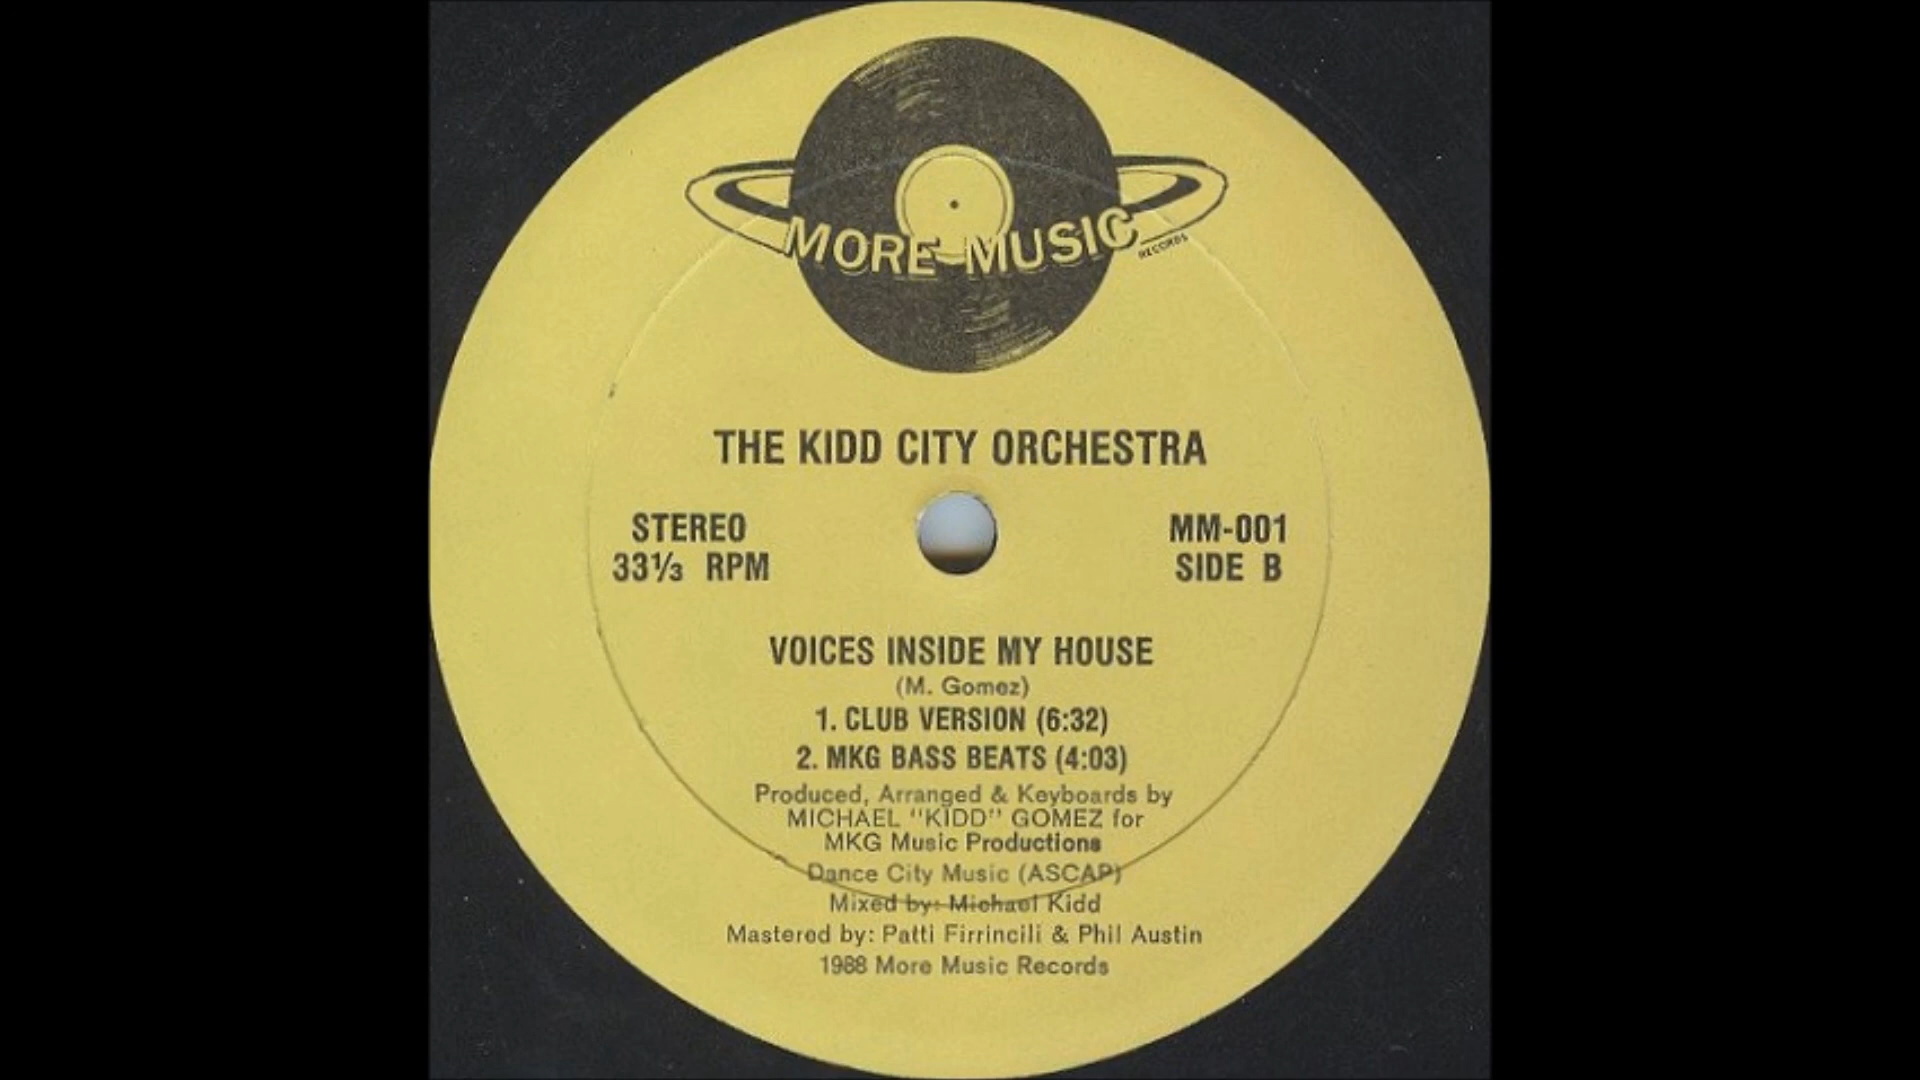 MORE MUSIC
RECORDS
THE KIDD CITY ORCHESTRA
STEREO
33⅓ RPM
MM-001
SIDE B
VOICES INSIDE MY HOUSE
(M. Gomez)
1. CLUB VERSION (6:32)
2. MKG BASS BEATS (4:03)
Produced, Arranged & Keyboards by
MICHAEL "KIDD" GOMEZ for
MKG Music Productions
Dance City Music (ASCAP)
Mixed by: Michael Kidd
Mastered by: Patti Firrincili & Phil Austin
1988 More Music Records